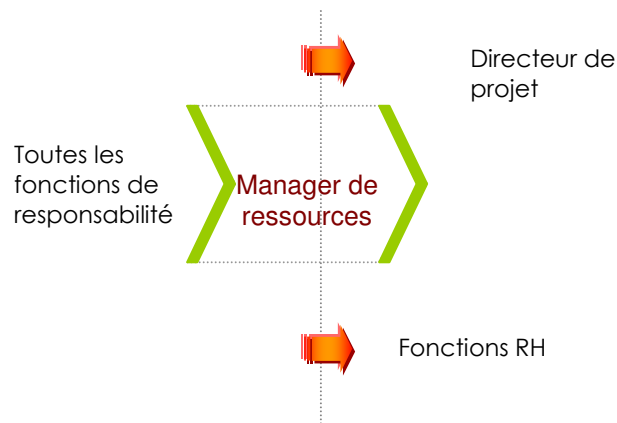 Directeur de
projet
Toutes les
fonctions de
responsabilité
Manager de
ressources
Fonctions RH